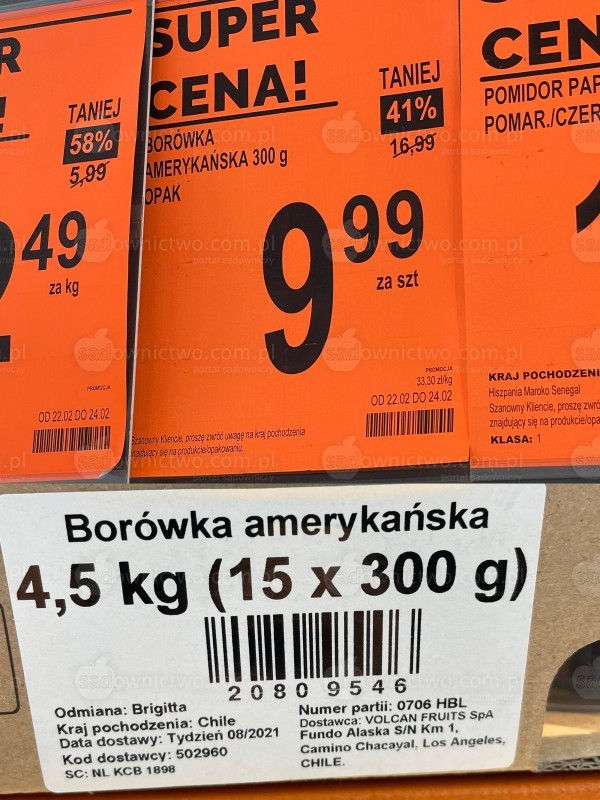 R
!
TANIEJ
58%
5,99
2 49
za kg
PROMOCJA
OD 22.02 DO 24.02
SUPER
CENA!
TANIEJ
41%
16,99
BORÓWKA
AMERYKAŃSKA 300 g
OPAK
9 99
za szt
PROMOCJA
33,30 zł/kg
OD 22.02 DO 24.02
Szanowny Kliencie, proszę zwróć uwagę na kraj pochodzenia
znajdujący się na produkcie/opakowaniu.
CEN
POMIDOR PAP
POMAR./CZER
KRAJ POCHODZENI
Hiszpania Maroko Senegal
Szanowny Kliencie, proszę zwróć
znajdujący się na produkcie/opa
KLASA: 1
sadownictwo.com.pl
portal sadowniczy
Borówka amerykańska
4,5 kg (15 x 300 g)
2080 9546
Odmiana: Brigitta
Kraj pochodzenia: Chile
Data dostawy: Tydzień 08/2021
Kod dostawcy: 502960
SC: NL KCB 1898
Numer partii: 0706 HBL
Dostawca: VOLCAN FRUITS SpA
Fundo Alaska S/N Km 1,
Camino Chacayal, Los Angeles,
CHILE.